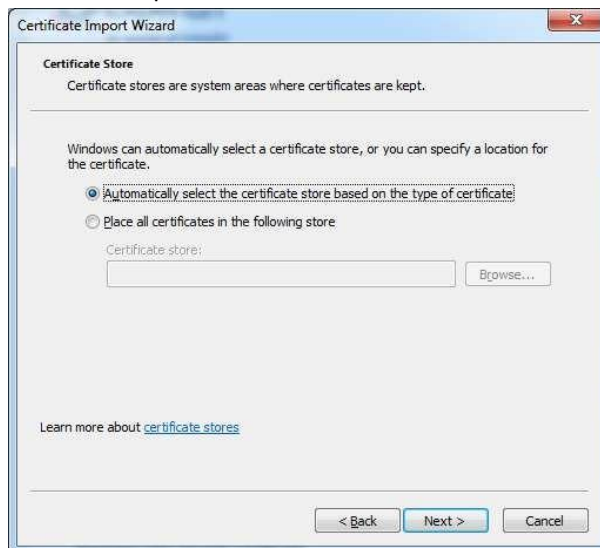 Certificate Import Wizard
Certificate Store
Certificate stores are system areas where certificates are kept.
Windows can automatically select a certificate store, or you can specify a location for
the certificate.
Automatically select the certificate store based on the type of certificate
Place all certificates in the following store
Certificate store:
Browse...
Learn more about certificate stores
< Back
Next >
Cancel